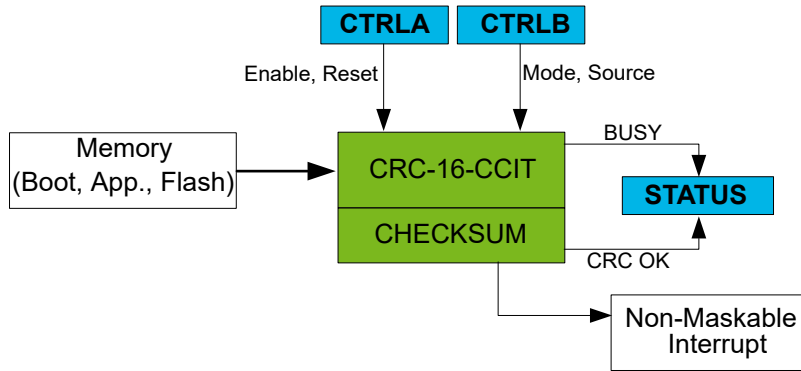 CTRLA
CTRLB
Enable, Reset
Mode, Source
Memory
(Boot, App., Flash)
CRC-16-CCIT
BUSY
STATUS
CHECKSUM
CRC OK
Non-Maskable
Interrupt